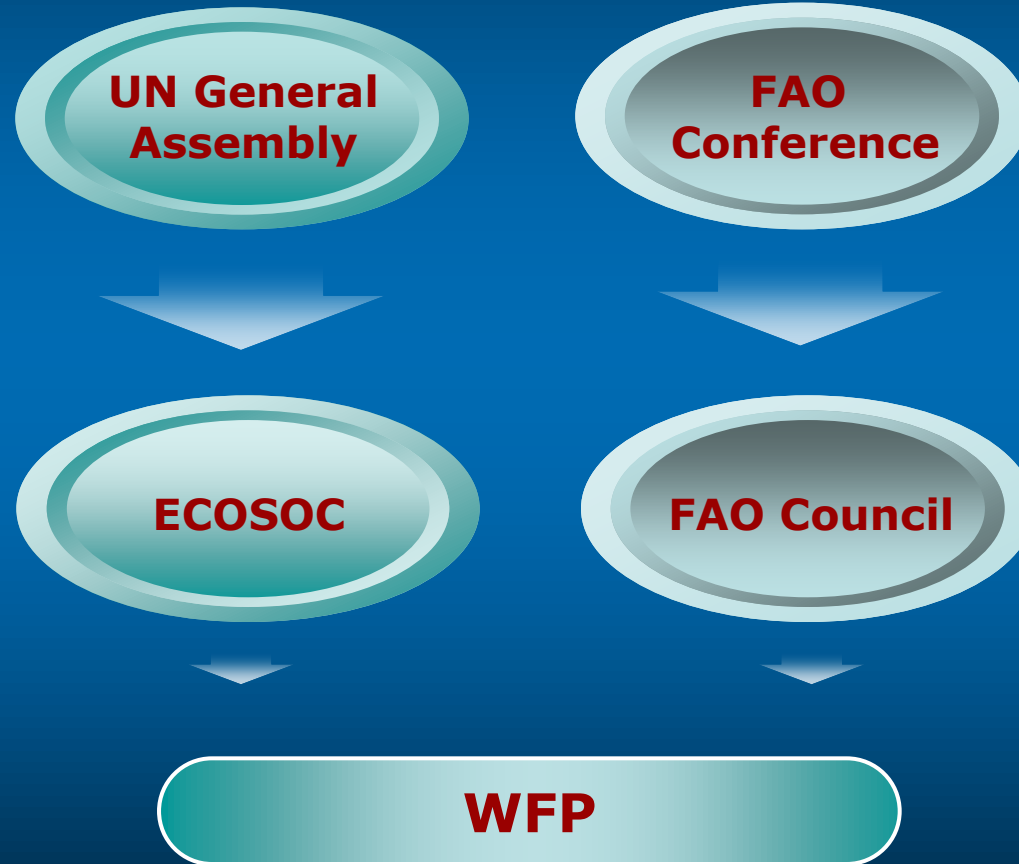 UN General
Assembly
FAO
Conference
ECOSOC
FAO Council
WFP